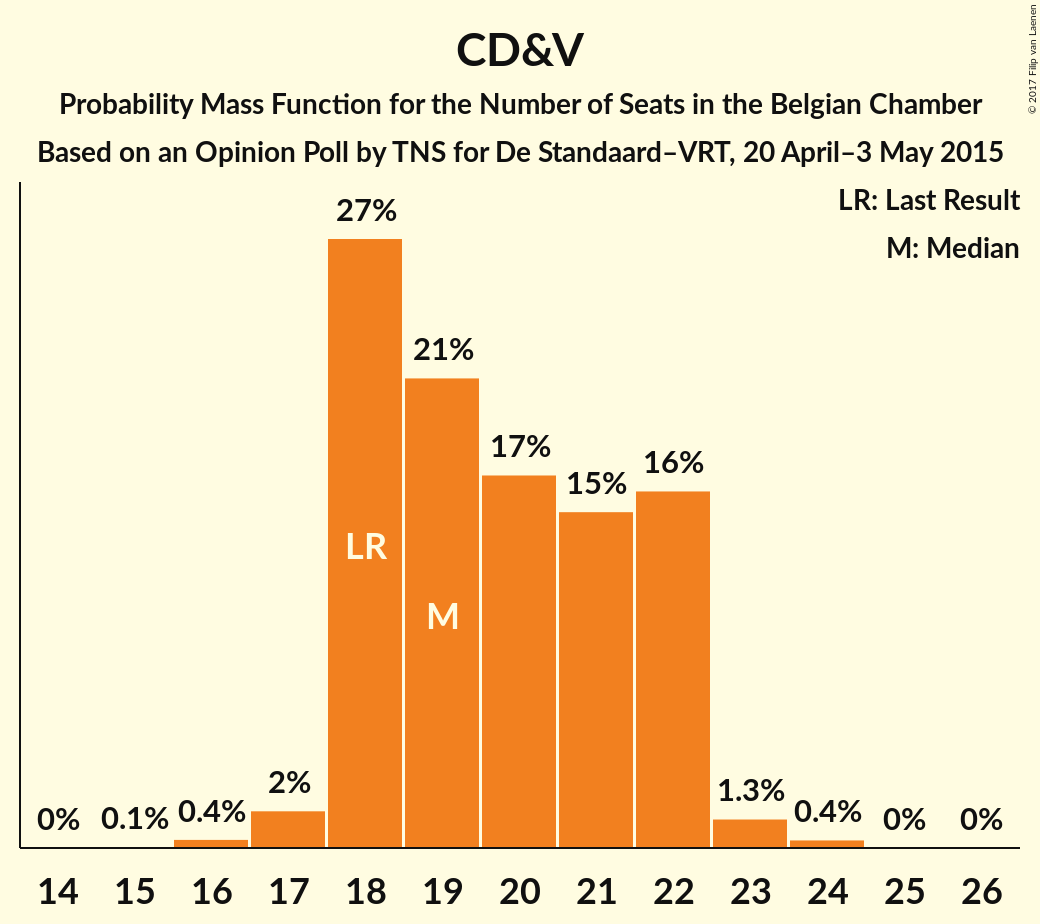 CD&V
Probability Mass Function for the Number of Seats in the Belgian Chamber
Based on an Opinion Poll by TNS for De Standaard–VRT, 20 April–3 May 2015
© 2017 Filip van Laenen
LR: Last Result
M: Median
27%
21%
17%
15%
16%
LR
M
2%
1.3%
0% 0.1% 0.4% 0.4% 0% 0%
14 15 16 17 18 19 20 21 22 23 24 25 26